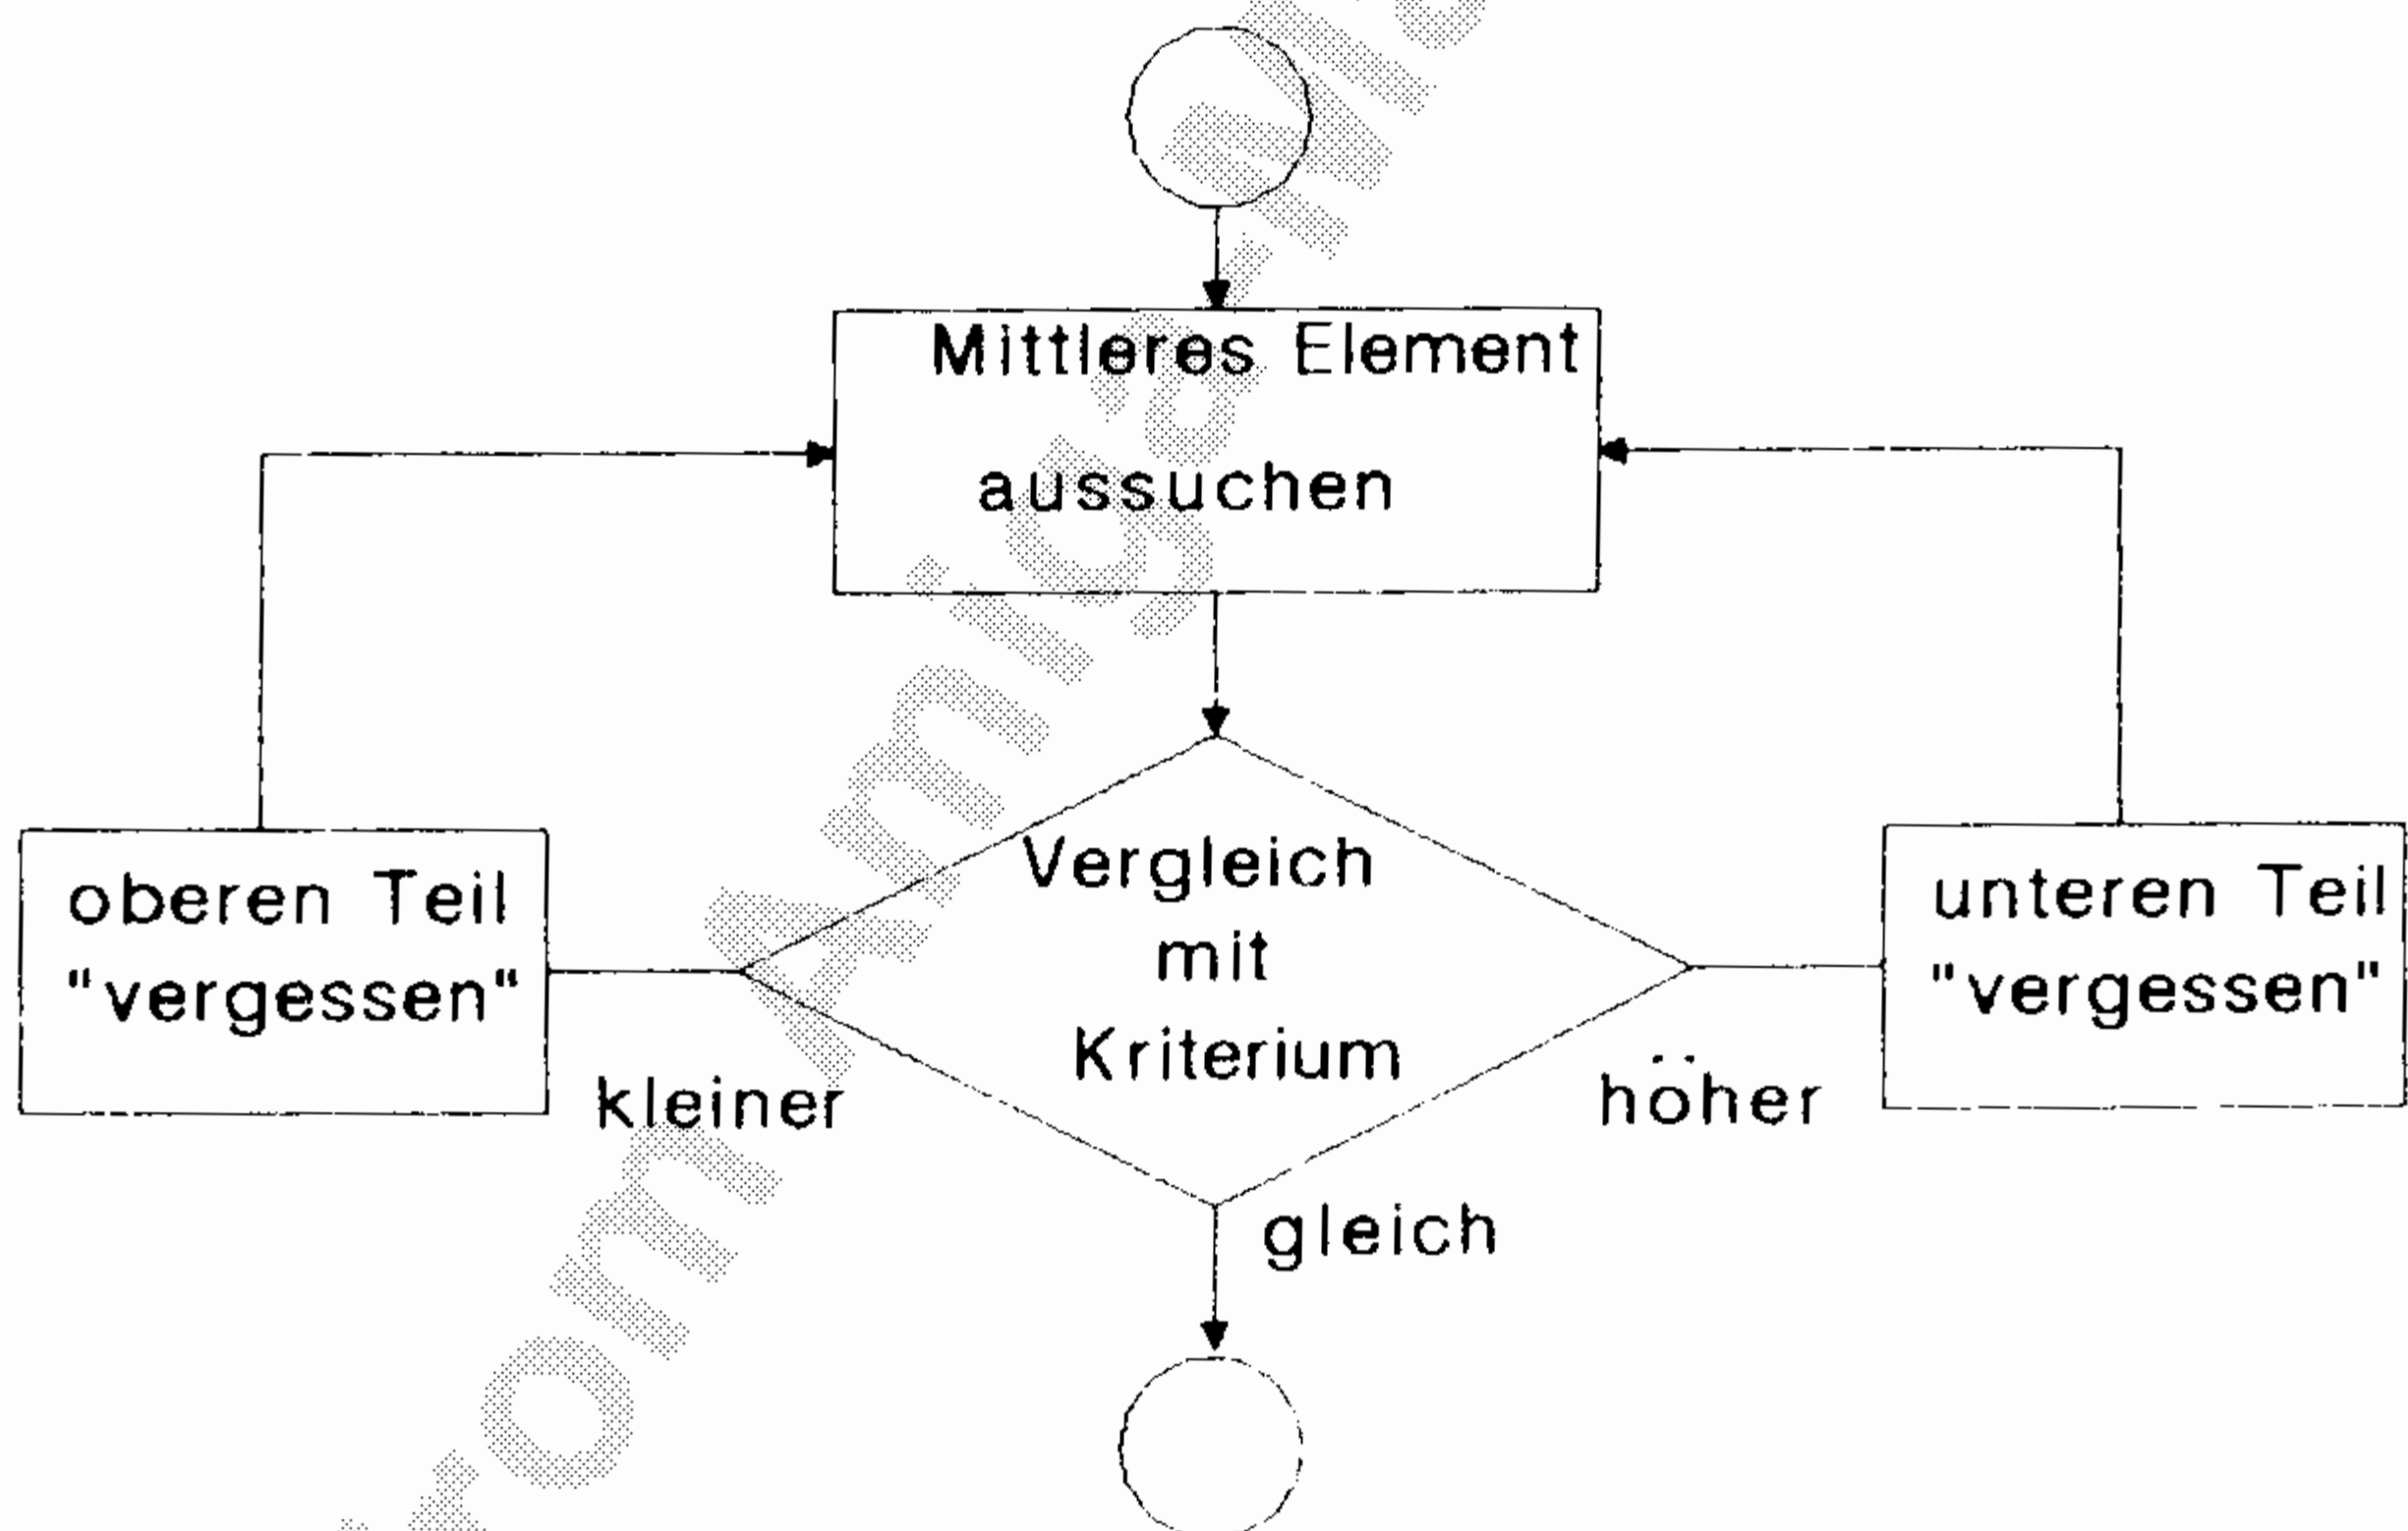 Mittleres Element
aussuchen
oberen Teil
"vergessen"
Vergleich
mit
Kriterium
unteren Teil
"vergessen"
kleiner
höher
gleich